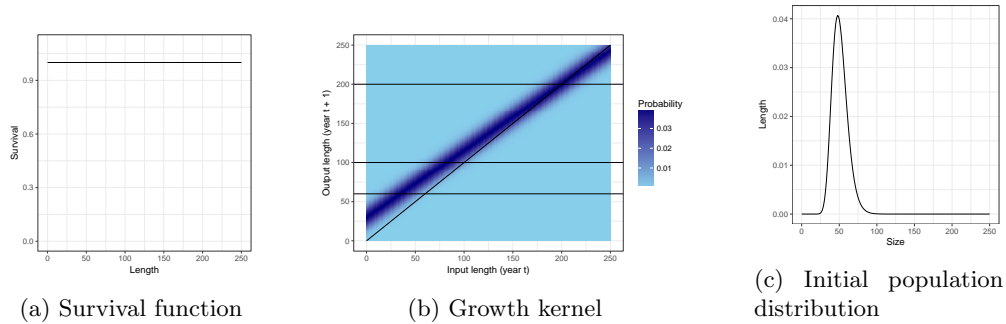 0.9
0.6
0.3
0.0
Survival
0 50 100 150 200 250
Length
(a) Survival function
250
200
150
100
50
0
Output length (year t + 1)
0 50 100 150 200 250
Input length (year t)
Probability
0.03
0.02
0.01
(b) Growth kernel
0.04
0.03
0.02
0.01
0.00
Length
0 50 100 150 200 250
Size
(c) Initial population
distribution